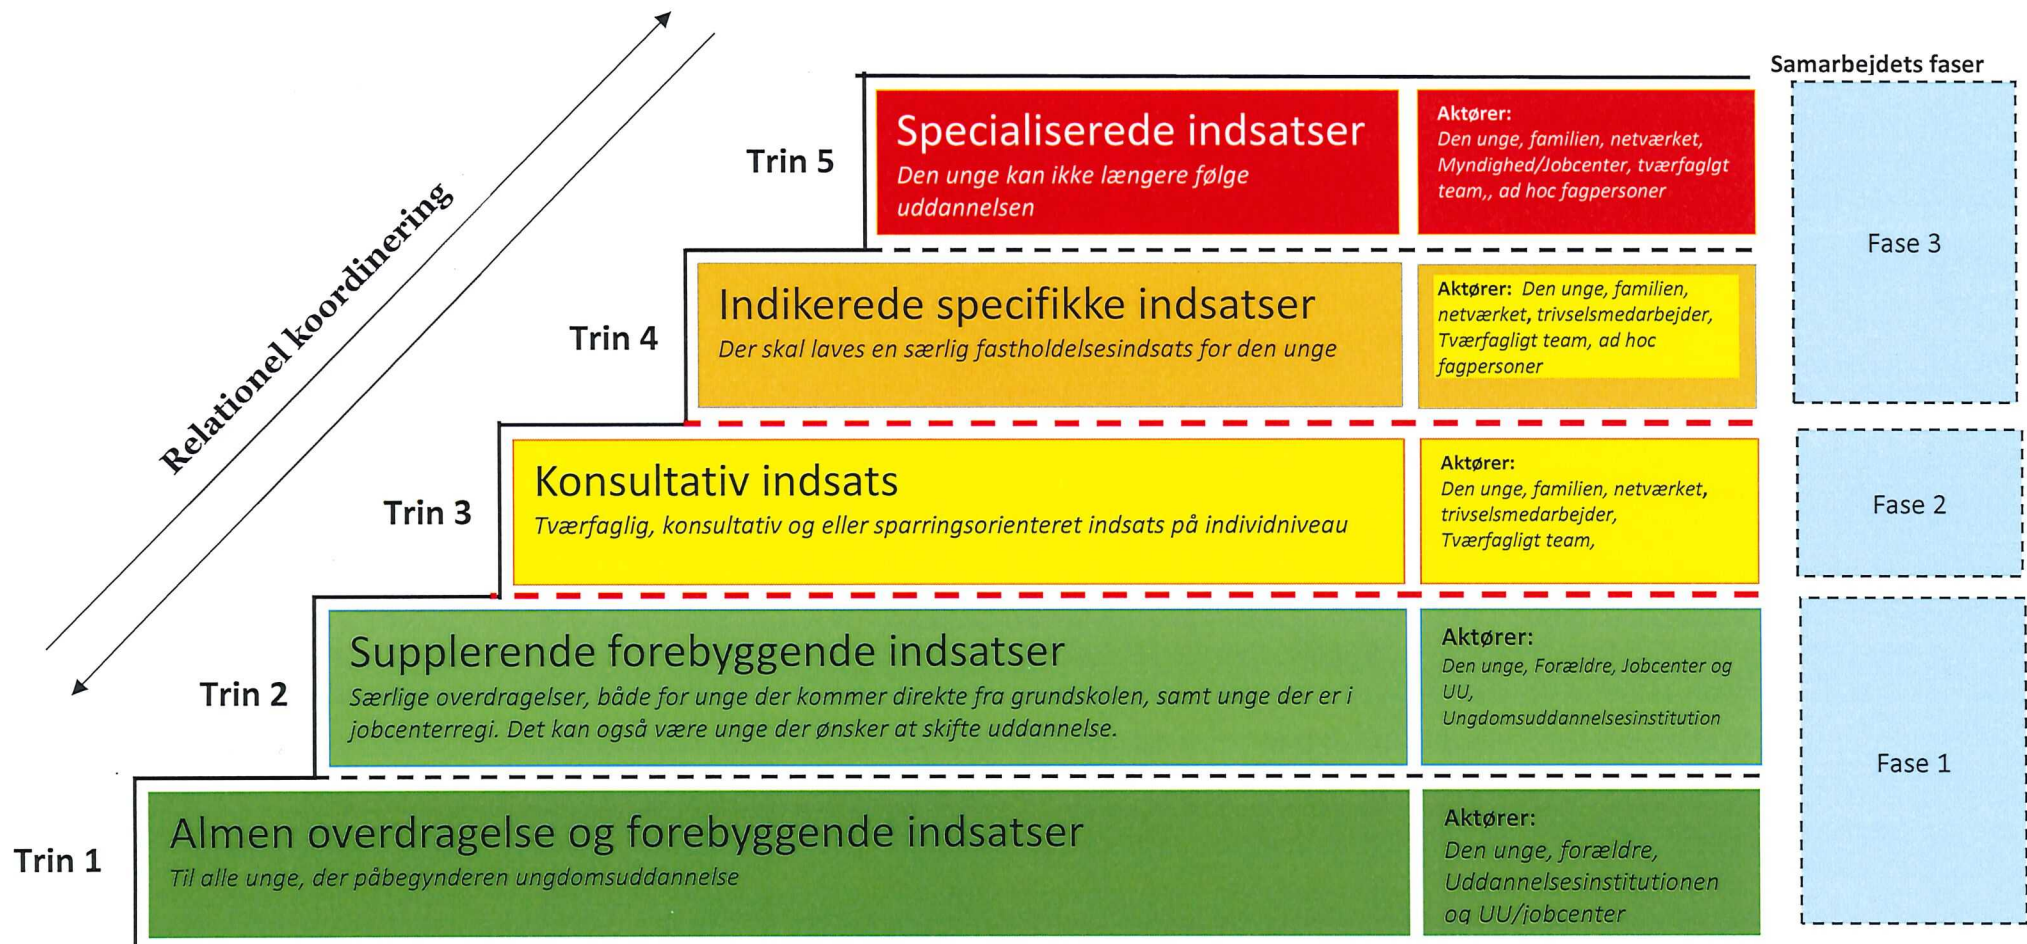 Samarbejdets faser
Relationel koordinering
Trin 5
Specialiserede indsatser
Den unge kan ikke længere følge
uddannelsen
Aktører:
Den unge, familien, netværket,
Myndighed/Jobcenter, tværfaglgt
team,, ad hoc fagpersoner
Fase 3
Trin 4
Indikerede specifikke indsatser
Der skal laves en særlig fastholdelsesindsats for den unge
Aktører: Den unge, familien,
netværket, trivselsmedarbejder,
Tværfagligt team, ad hoc
fagpersoner
Trin 3
Konsultativ indsats
Tværfaglig, konsultativ og eller sparringsorienteret indsats på individniveau
Aktører:
Den unge, familien, netværket,
trivselsmedarbejder,
Tværfagligt team,
Fase 2
Trin 2
Supplerende forebyggende indsatser
Særlige overdragelser, både for unge der kommer direkte fra grundskolen, samt unge der er i
jobcenterregi. Det kan også være unge der ønsker at skifte uddannelse.
Aktører:
Den unge, Forældre, Jobcenter og
UU,
Ungdomsuddannelsesinstitution
Fase 1
Trin 1
Almen overdragelse og forebyggende indsatser
Til alle unge, der påbegynderen ungdomsuddannelse
Aktører:
Den unge, forældre,
Uddannelsesinstitutionen
og UU/jobcenter